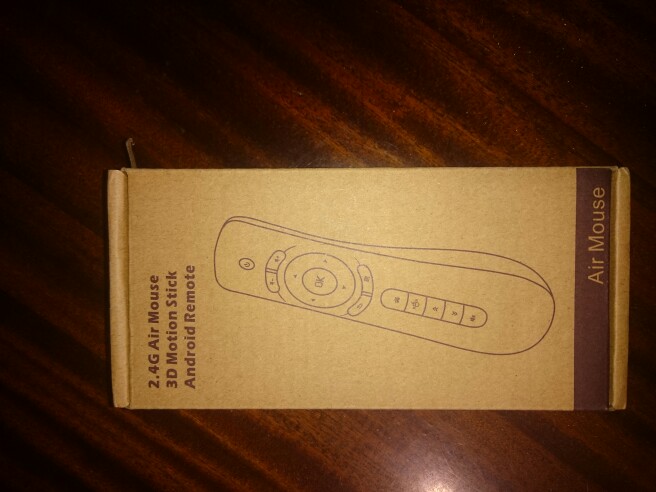 2.4G Air Mouse
3D Motion Stick
Android Remote
OK
Air Mouse